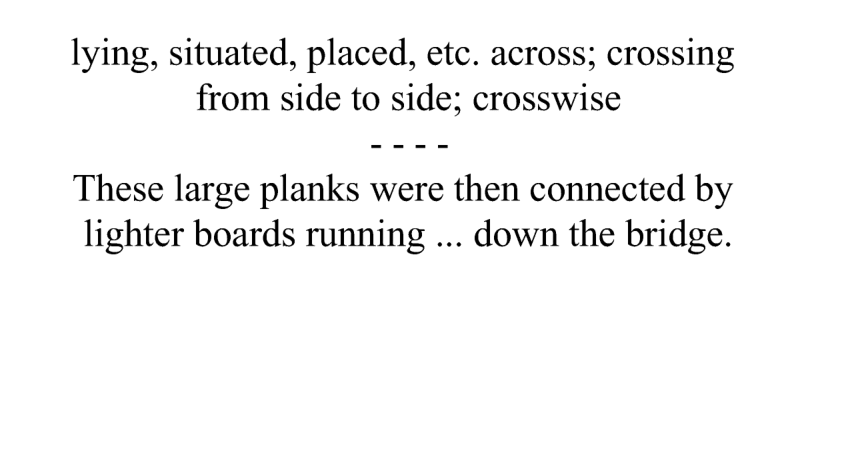 lying, situated, placed, etc. across; crossing
from side to side; crosswise
- - - -
These large planks were then connected by
lighter boards running ... down the bridge.